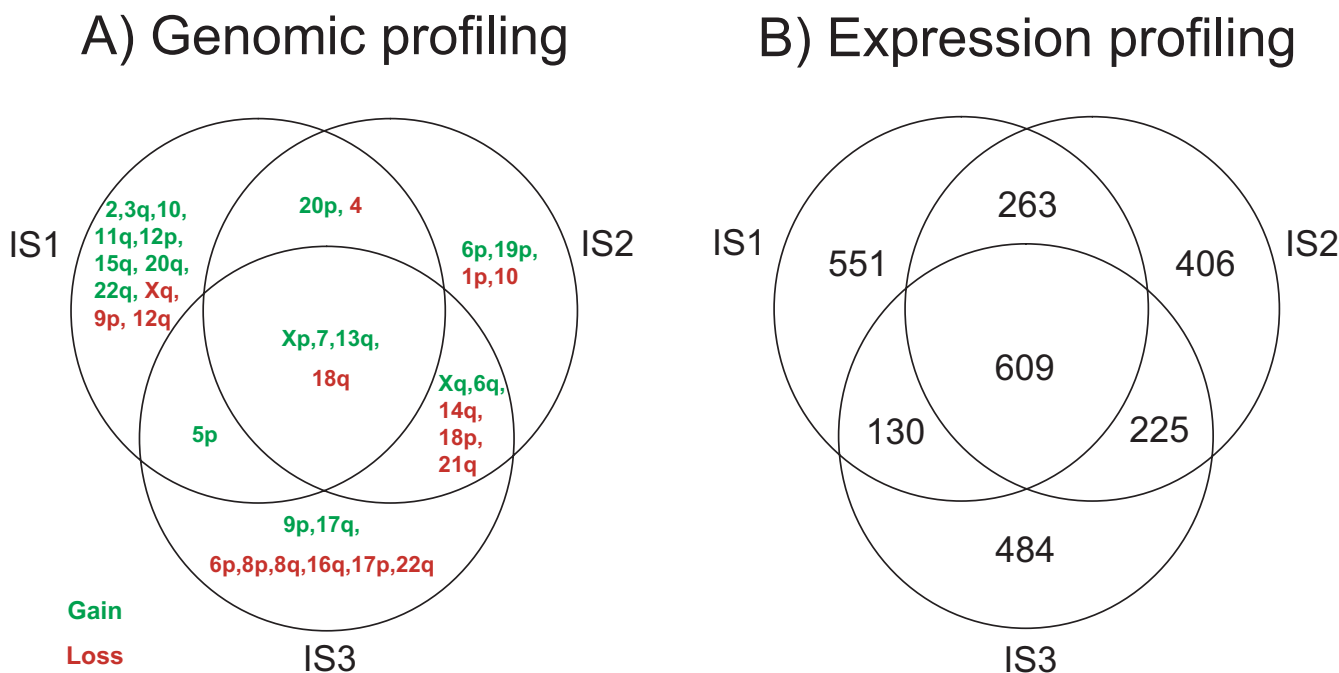 A) Genomic profiling
IS1
2,3q,10,
11q,12p,
15q, 20q,
22q, Xq,
9p, 12q
20p, 4
6p,19p,
1p,10
IS2
Xp,7,13q,
18q
Xq,6q,
14q,
18p,
21q
5p
9p,17q,
6p,8p,8q,16q,17p,22q
Gain
Loss
IS3
B) Expression profiling
IS1
551
263
406
IS2
609
130
225
484
IS3